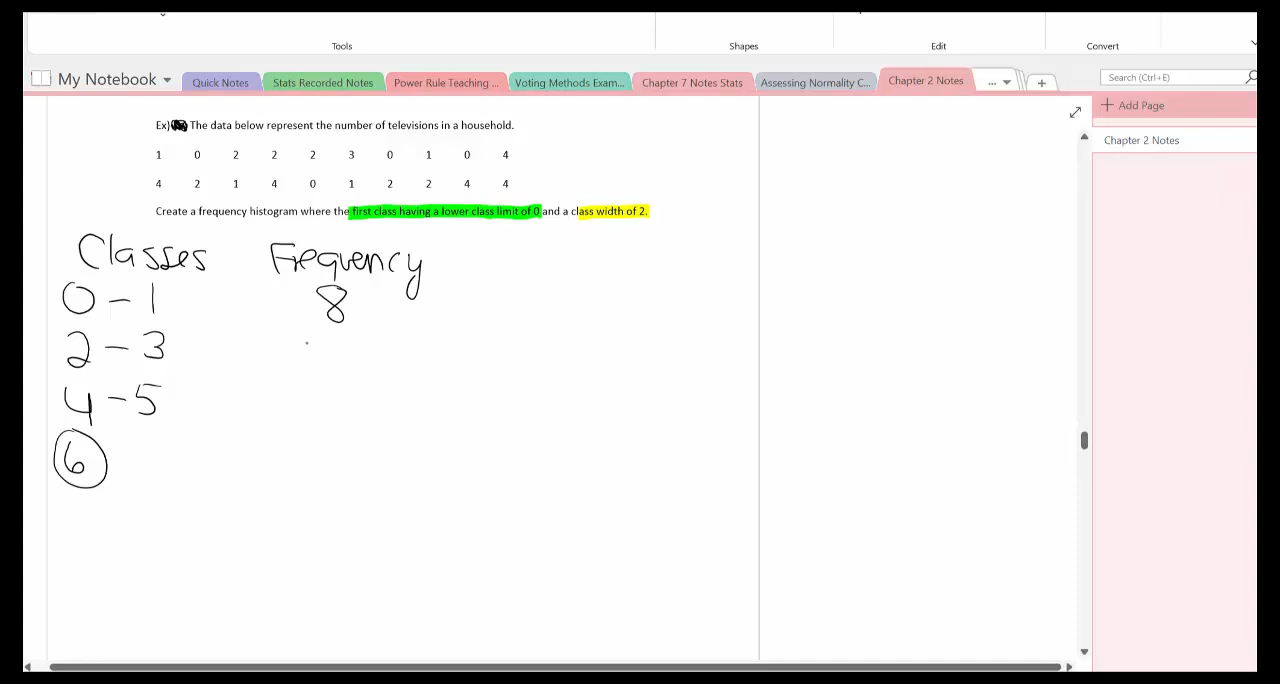 Tools Shapes Edit Convert
My Notebook Quick Notes Stats Recorded Notes Power Rule Teaching ... Voting Methods Exam... Chapter 7 Notes Stats Assessing Normality C... Chapter 2 Notes ... + Search (Ctrl+E)
+ Add Page
Chapter 2 Notes
Ex) The data below represent the number of televisions in a household.
1 0 2 2 2 3 0 1 0 4
4 2 1 4 0 1 2 2 4 4
Create a frequency histogram where the first class having a lower class limit of 0 and a class width of 2.
Classes Frequency
0 - 1 8
2 - 3
4 - 5
6